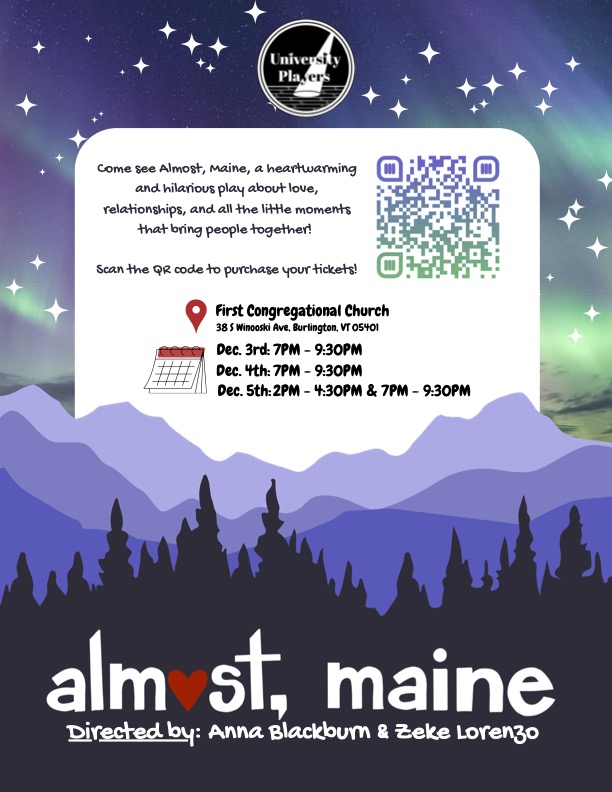 University
Players
Come see Almost, Maine, a heartwarming
and hilarious play about love,
relationships, and all the little moments
that bring people together!
Scan the QR code to purchase your tickets!
First Congregational Church
38 S Winooski Ave, Burlington, VT 05401
Dec. 3rd: 7PM - 9:30PM
Dec. 4th: 7PM - 9:30PM
Dec. 5th: 2PM - 4:30PM & 7PM - 9:30PM
alm♥st, maine
Directed by: Anna Blackburn & Zeke Lorenzo